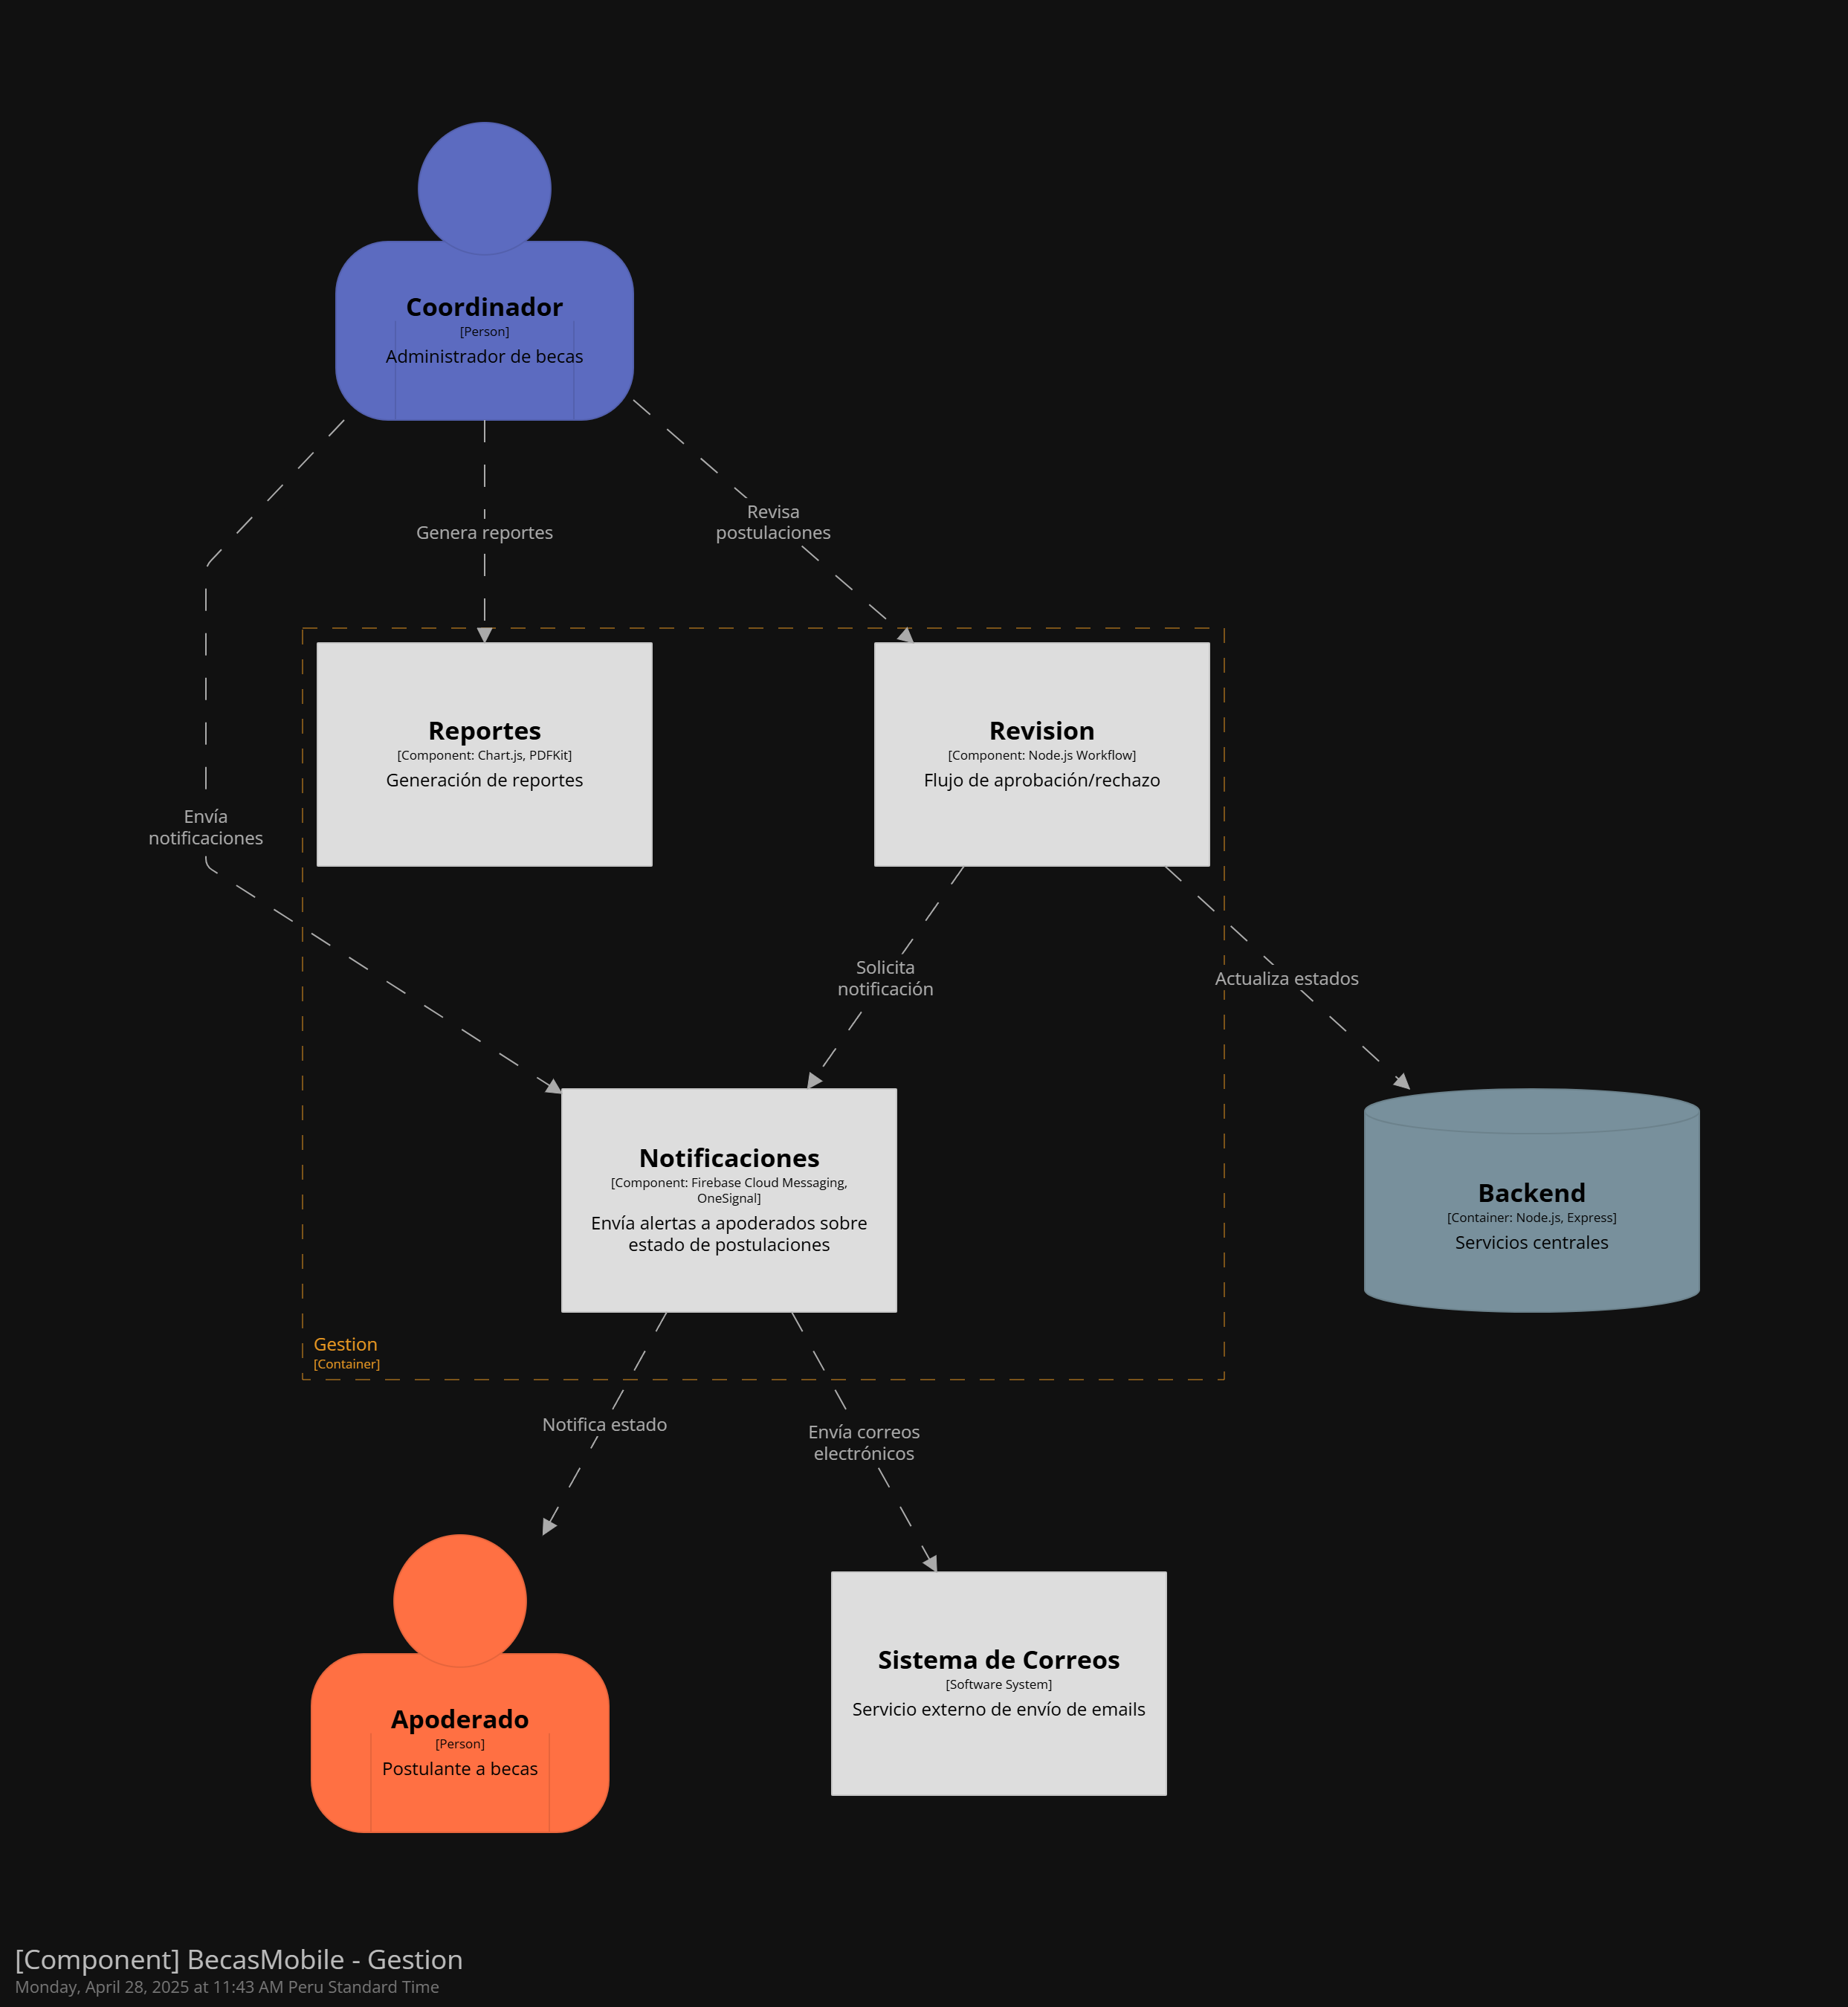 Coordinador
[Person]
Administrador de becas
Genera reportes
Revisa
postulaciones
Reportes
[Component: Chart.js, PDFKit]
Generación de reportes
Revision
[Component: Node.js Workflow]
Flujo de aprobación/rechazo
Envía
notificaciones
Solicita
notificación
Actualiza estados
Notificaciones
[Component: Firebase Cloud Messaging,
OneSignal]
Envía alertas a apoderados sobre
estado de postulaciones
Backend
[Container: Node.js, Express]
Servicios centrales
Gestion
[Container]
Notifica estado
Envía correos
electrónicos
Apoderado
[Person]
Postulante a becas
Sistema de Correos
[Software System]
Servicio externo de envío de emails
[Component] BecasMobile - Gestion
Monday, April 28, 2025 at 11:43 AM Peru Standard Time